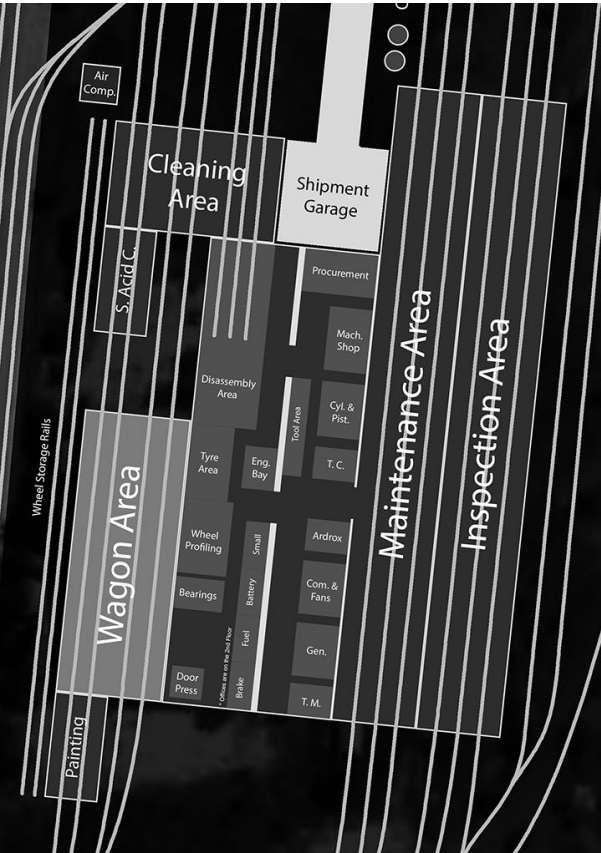 Air
Comp.
Cleaning
Area
Shipment
Garage
S. Acid C.
Procurement
Mach.
Shop
Disassembly
Area
Tool Area
Cyl. &
Pist.
Tyre
Area
Eng.
Bay
T. C.
Wheel Storage Rails
Wagon Area
Maintenance Area
Inspection Area
Wheel
Profiling
Small
Ardrox
Bearings
Battery
Com. &
Fans
Fuel
Gen.
* Offices are on the 2nd Floor
Door
Press
Brake
T. M.
Painting